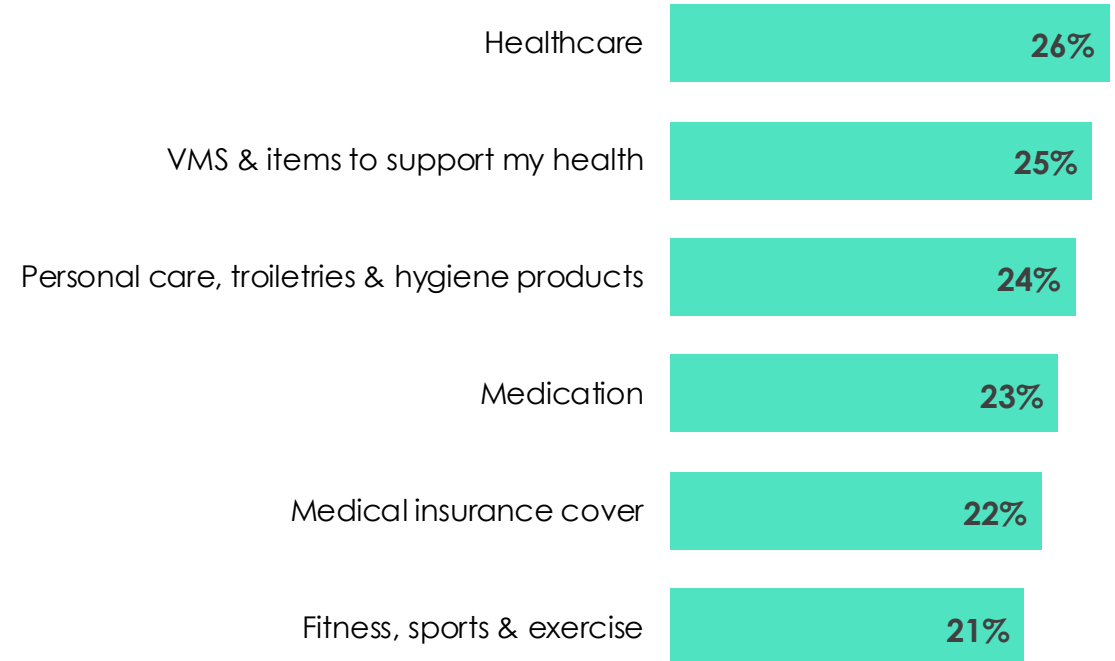 Healthcare 26%
VMS & items to support my health 25%
Personal care, troiletries & hygiene products 24%
Medication 23%
Medical insurance cover 22%
Fitness, sports & exercise 21%